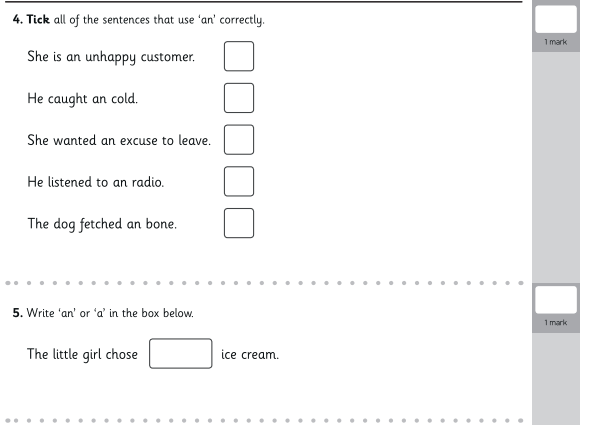 4. Tick all of the sentences that use ‘an’ correctly.
1 mark
She is an unhappy customer.
He caught an cold.
She wanted an excuse to leave.
He listened to an radio.
The dog fetched an bone.
5. Write ‘an’ or ‘a’ in the box below.
1 mark
The little girl chose ice cream.